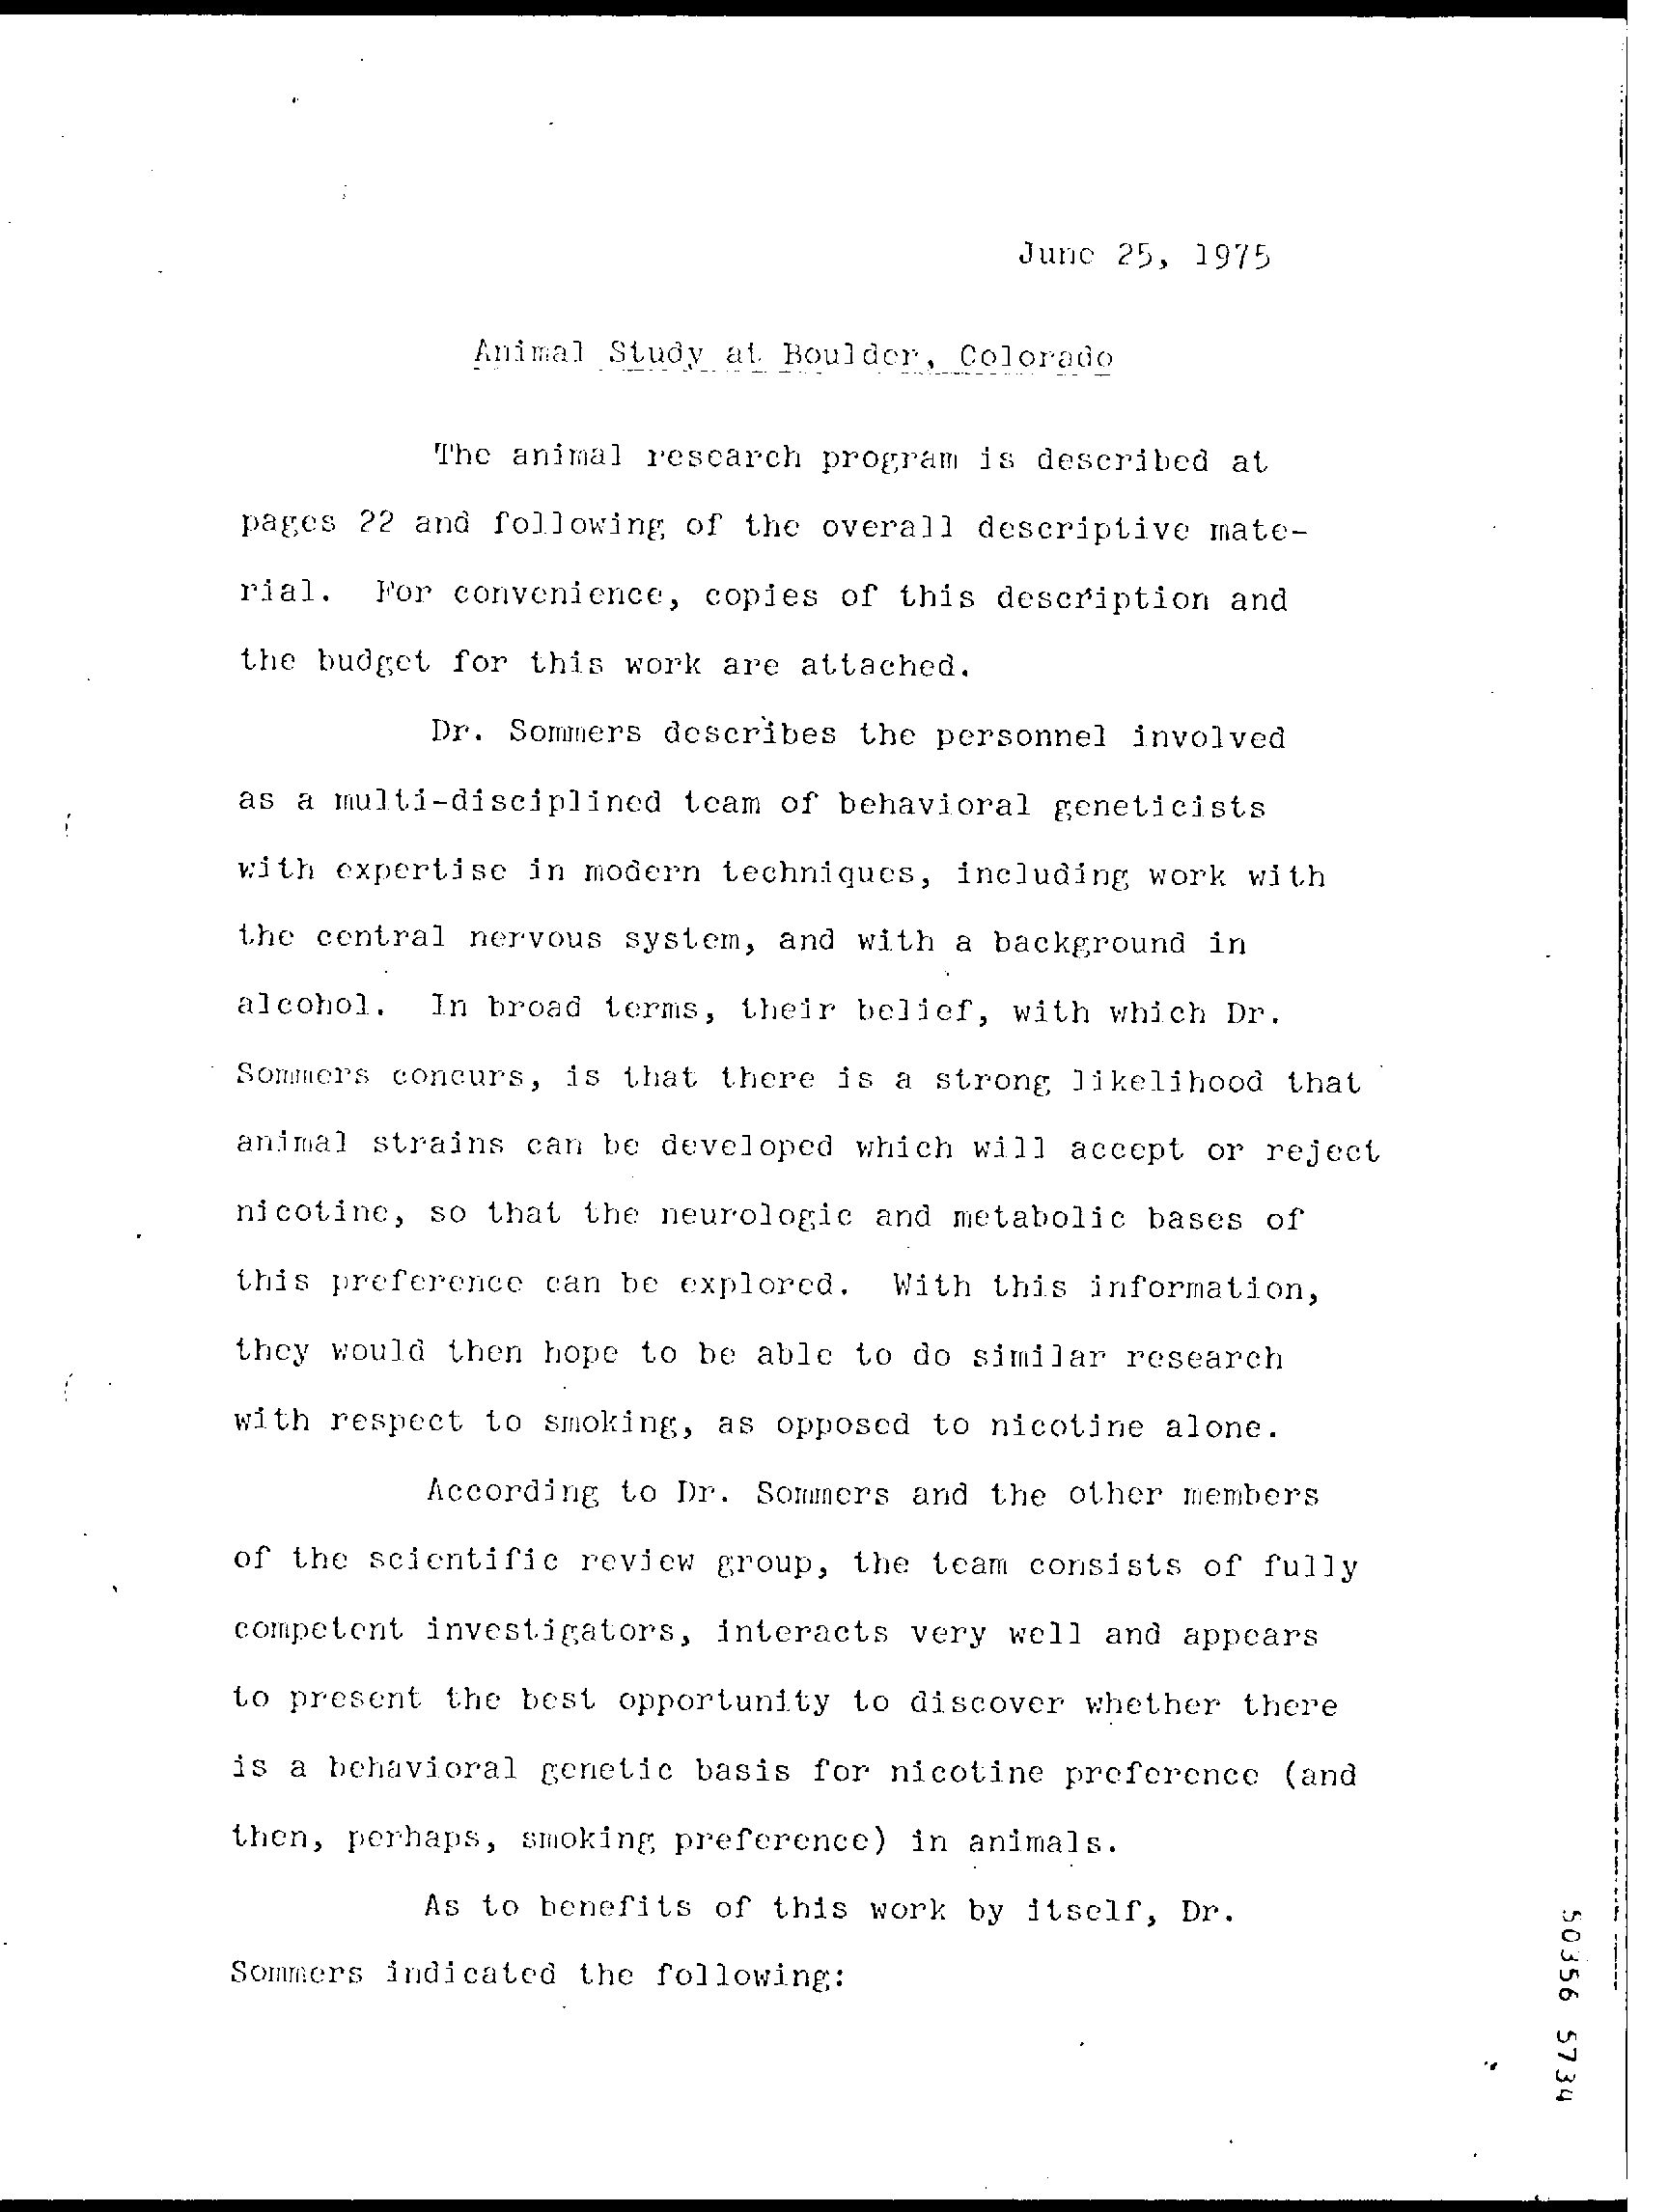 June 25, 1975
Animal Study at Boulder, Colorado
The animal research program is described at
pages 22 and following of the overall descriptive mate-
rial. For convenience, copies of this description and
the budget for this work are attached.
Dr. Sommers describes the personnel involved
as a multi-disciplined team of behavioral geneticists
with expertise in modern techniques, including work with
the central nervous system, and with a background in
alcohol. In broad terms, their belief, with which Dr.
Sommers concurs, is that there is a strong likelihood that
animal strains can be developed which will accept or reject
nicotine, so that the neurologic and metabolic bases of
this preference can be explored. With this information,
they would then hope to be able to do similar research
with respect to smoking, as opposed to nicotine alone.
According to Dr. Sommers and the other members
of the scientific review group, the team consists of fully
competent investigators, interacts very well and appears
to present the best opportunity to discover whether there
is a behavioral genetic basis for nicotine preference (and
then, perhaps, smoking preference) in animals.
As to benefits of this work by itself, Dr.
Sommers indicated the following:
50356 5734